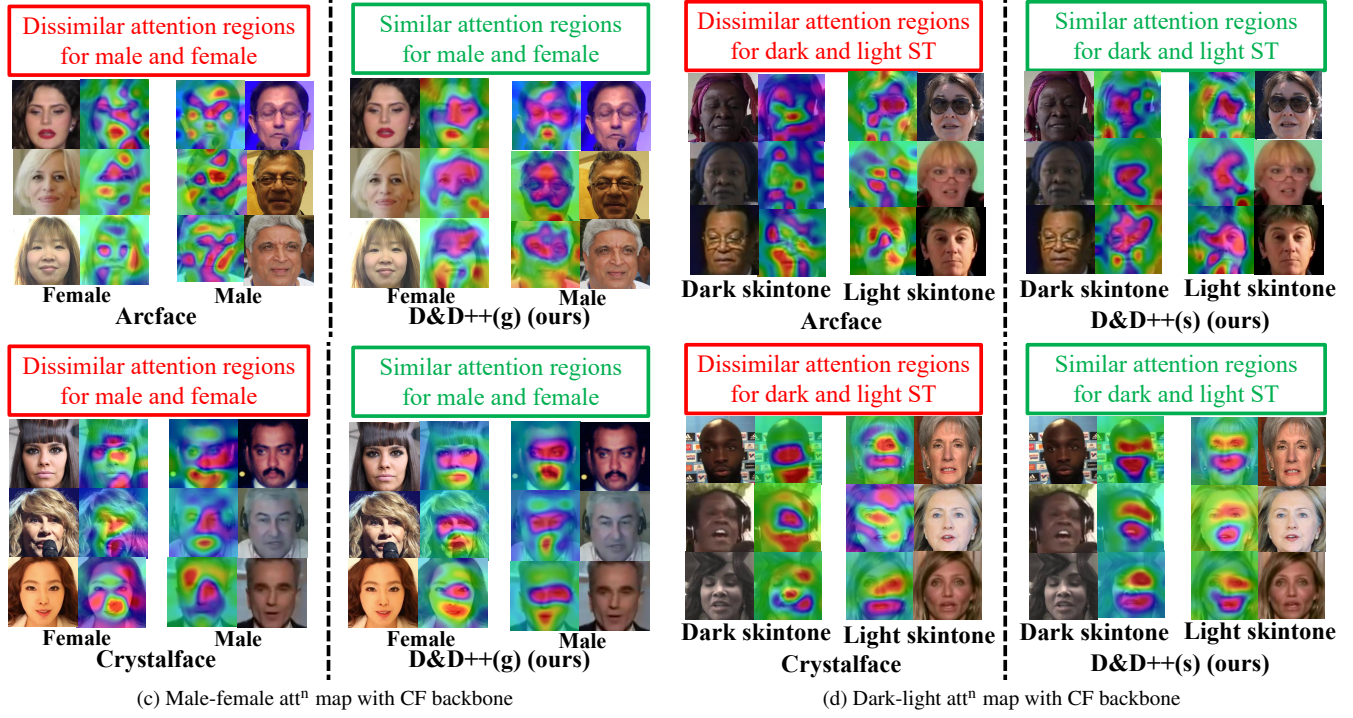 Dissimilar attention regions
for male and female
Similar attention regions
for male and female
Dissimilar attention regions
for dark and light ST
Similar attention regions
for dark and light ST
Female
Male
Female
Male
Dark skintone
Light skintone
Dark skintone
Light skintone
Arcface
D&D++(g) (ours)
Arcface
D&D++(s) (ours)
Dissimilar attention regions
for male and female
Similar attention regions
for male and female
Dissimilar attention regions
for dark and light ST
Similar attention regions
for dark and light ST
Female
Male
Female
Male
Dark skintone
Light skintone
Dark skintone
Light skintone
Crystalface
D&D++(g) (ours)
Crystalface
D&D++(s) (ours)
(c) Male-female attⁿ map with CF backbone
(d) Dark-light attⁿ map with CF backbone